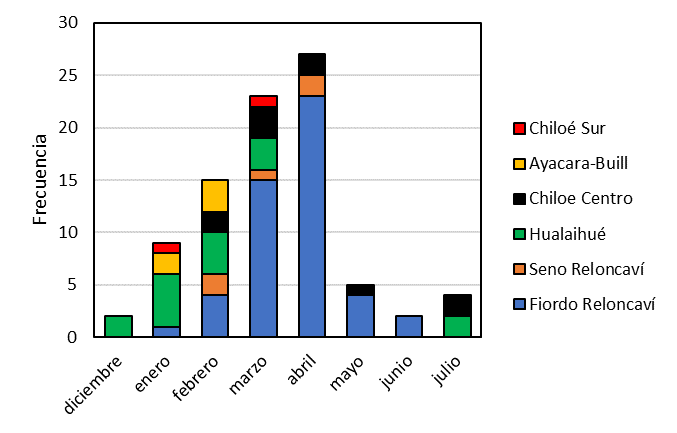 30
25
20
15
10
5
0
Frecuencia
diciembre
enero
febrero
marzo
abril
mayo
junio
julio
Chiloé Sur
Ayacara-Buill
Chiloe Centro
Hualaihué
Seno Reloncaví
Fiordo Reloncaví